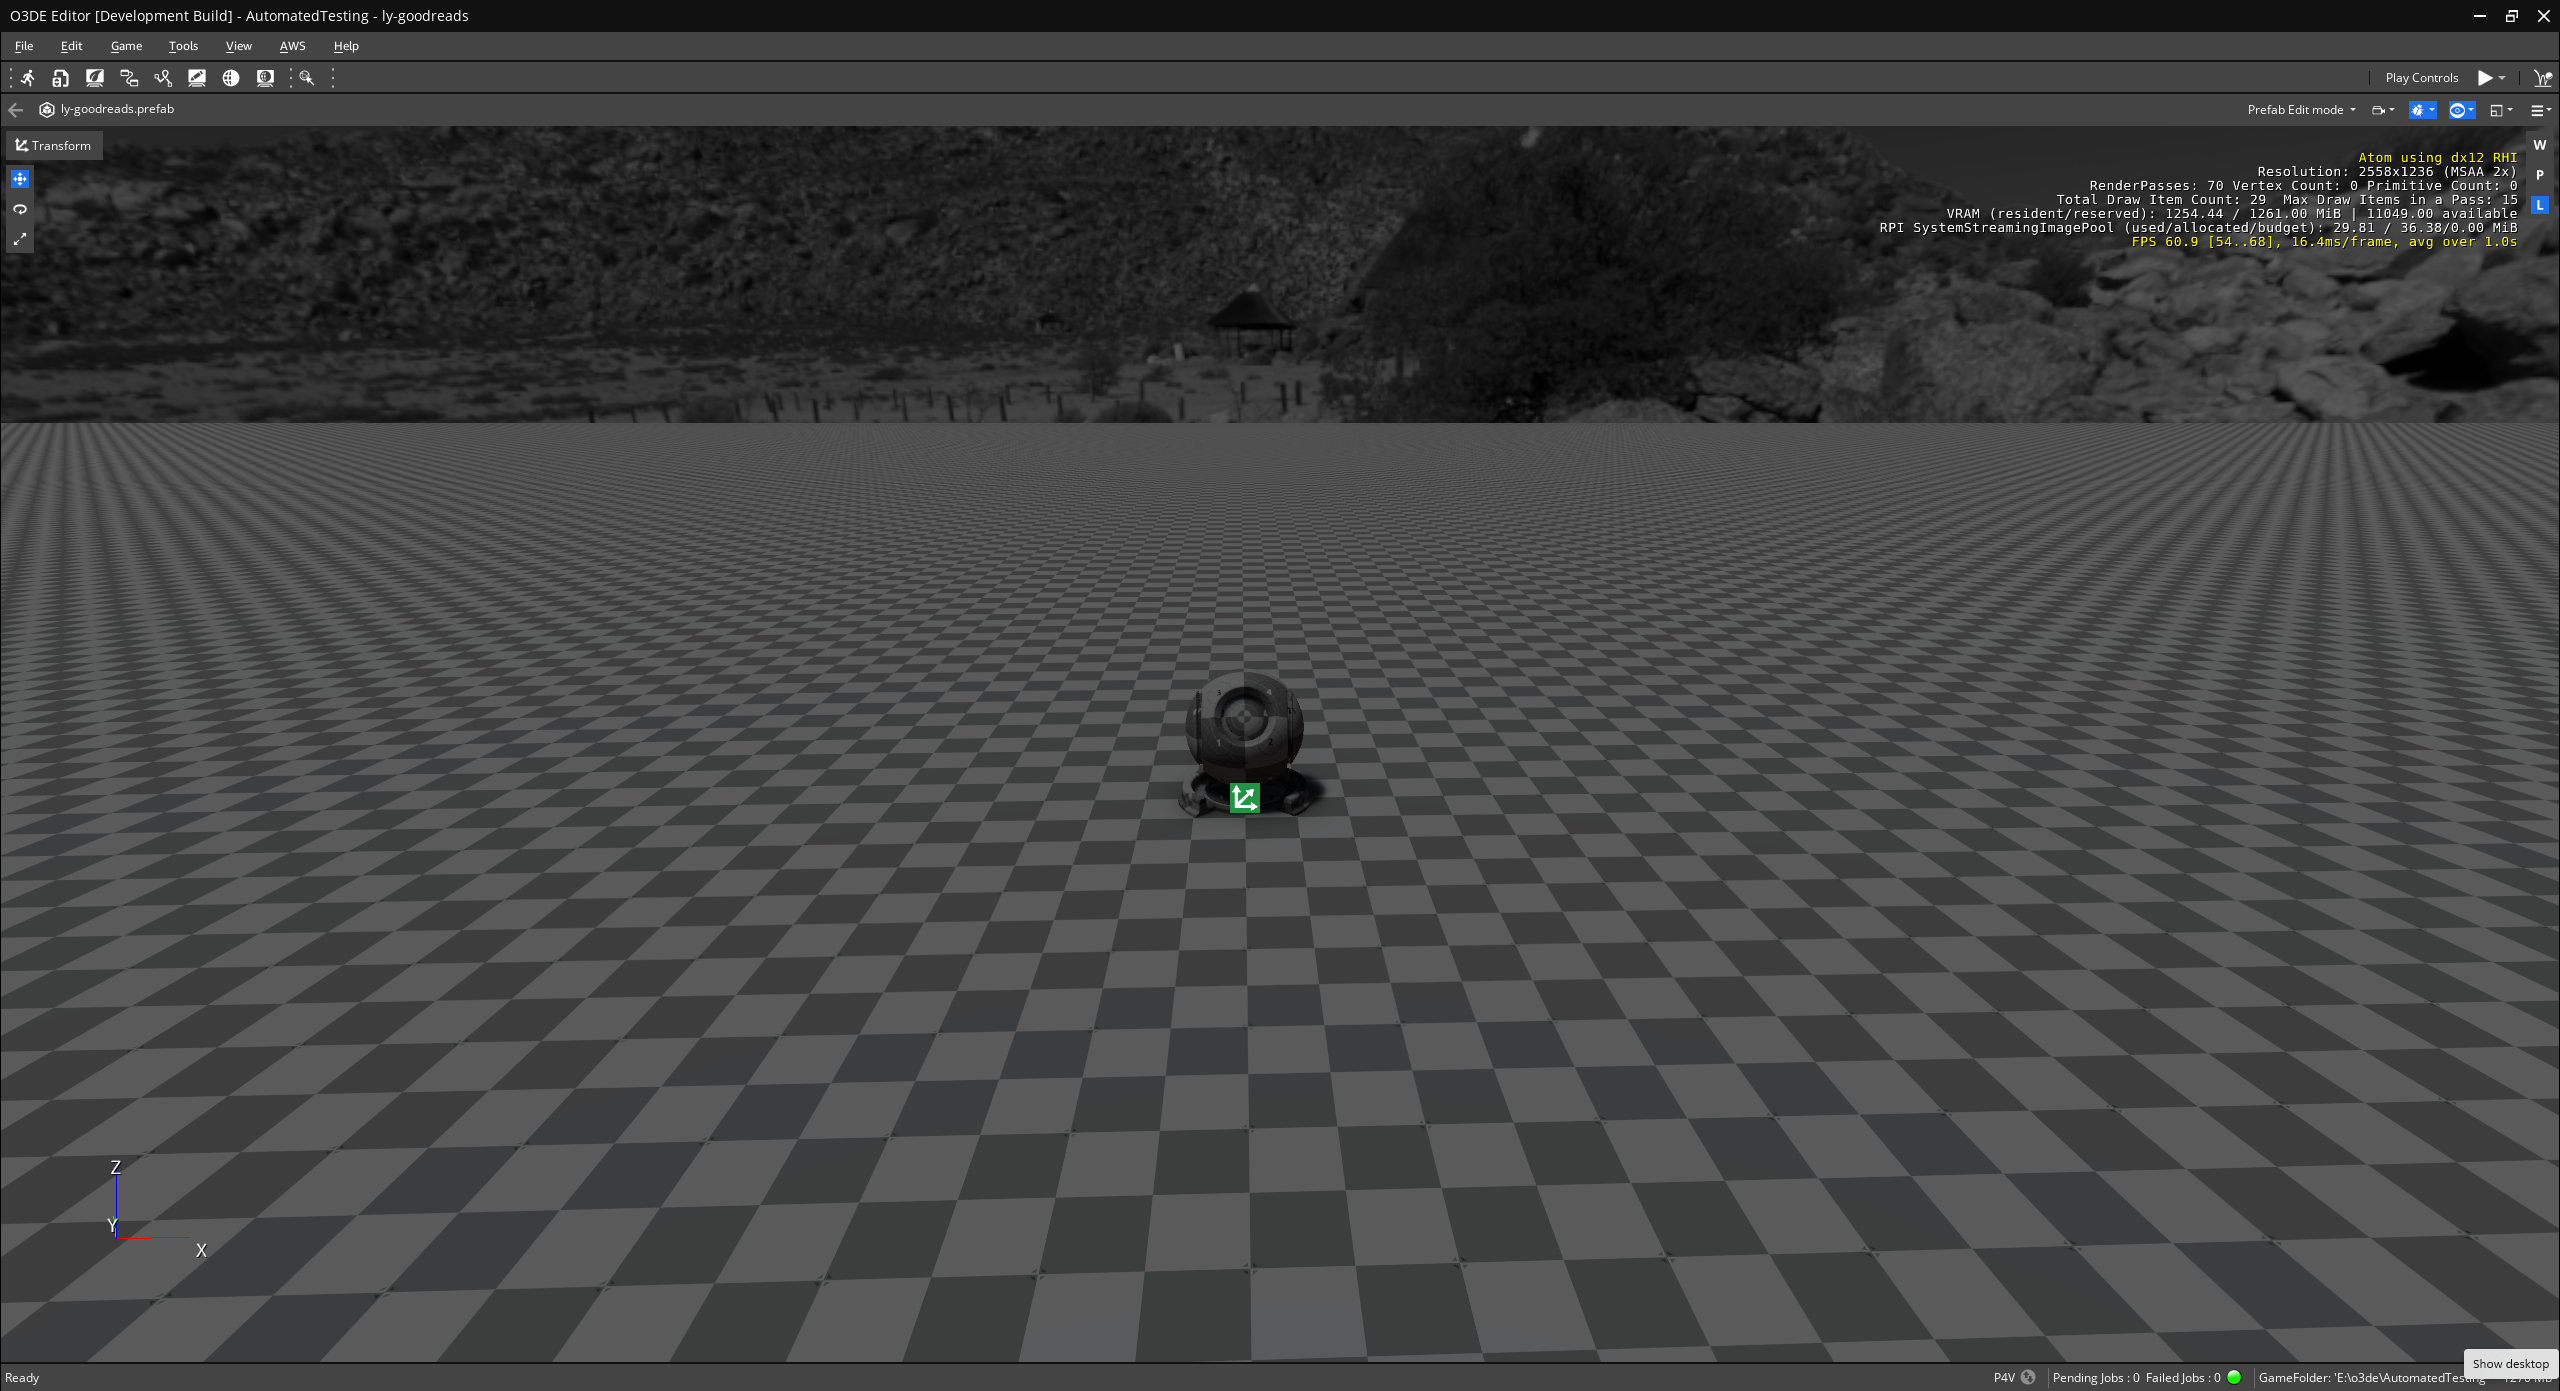 O3DE Editor [Development Build] - AutomatedTesting - ly-goodreads
File Edit Game Tools View AWS Help
Play Controls
ly-goodreads.prefab
Prefab Edit mode
Transform
W
P
L
Atom using dx12 RHI
Resolution: 2558x1236 (MSAA 2x)
RenderPasses: 70 Vertex Count: 0 Primitive Count: 0
Total Draw Item Count: 29  Max Draw Items in a Pass: 15
VRAM (resident/reserved): 1254.44 / 1261.00 MiB | 11049.00 available
RPI SystemStreamingImagePool (used/allocated/budget): 29.81 / 36.38/0.00 MiB
FPS 60.9 [54..68], 16.4ms/frame, avg over 1.0s
3
1 2
Z
Y
X
Show desktop
Ready
P4V
Pending Jobs : 0 Failed Jobs : 0
GameFolder: 'E:\o3de\AutomatedTesting